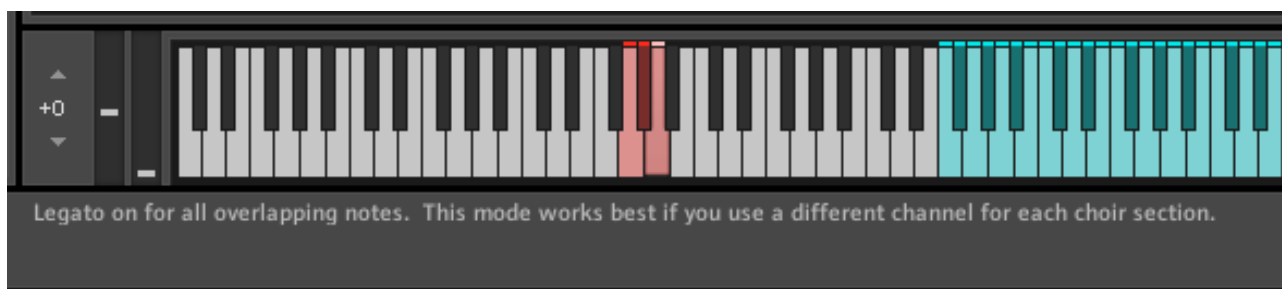 +0
Legato on for all overlapping notes.  This mode works best if you use a different channel for each choir section.